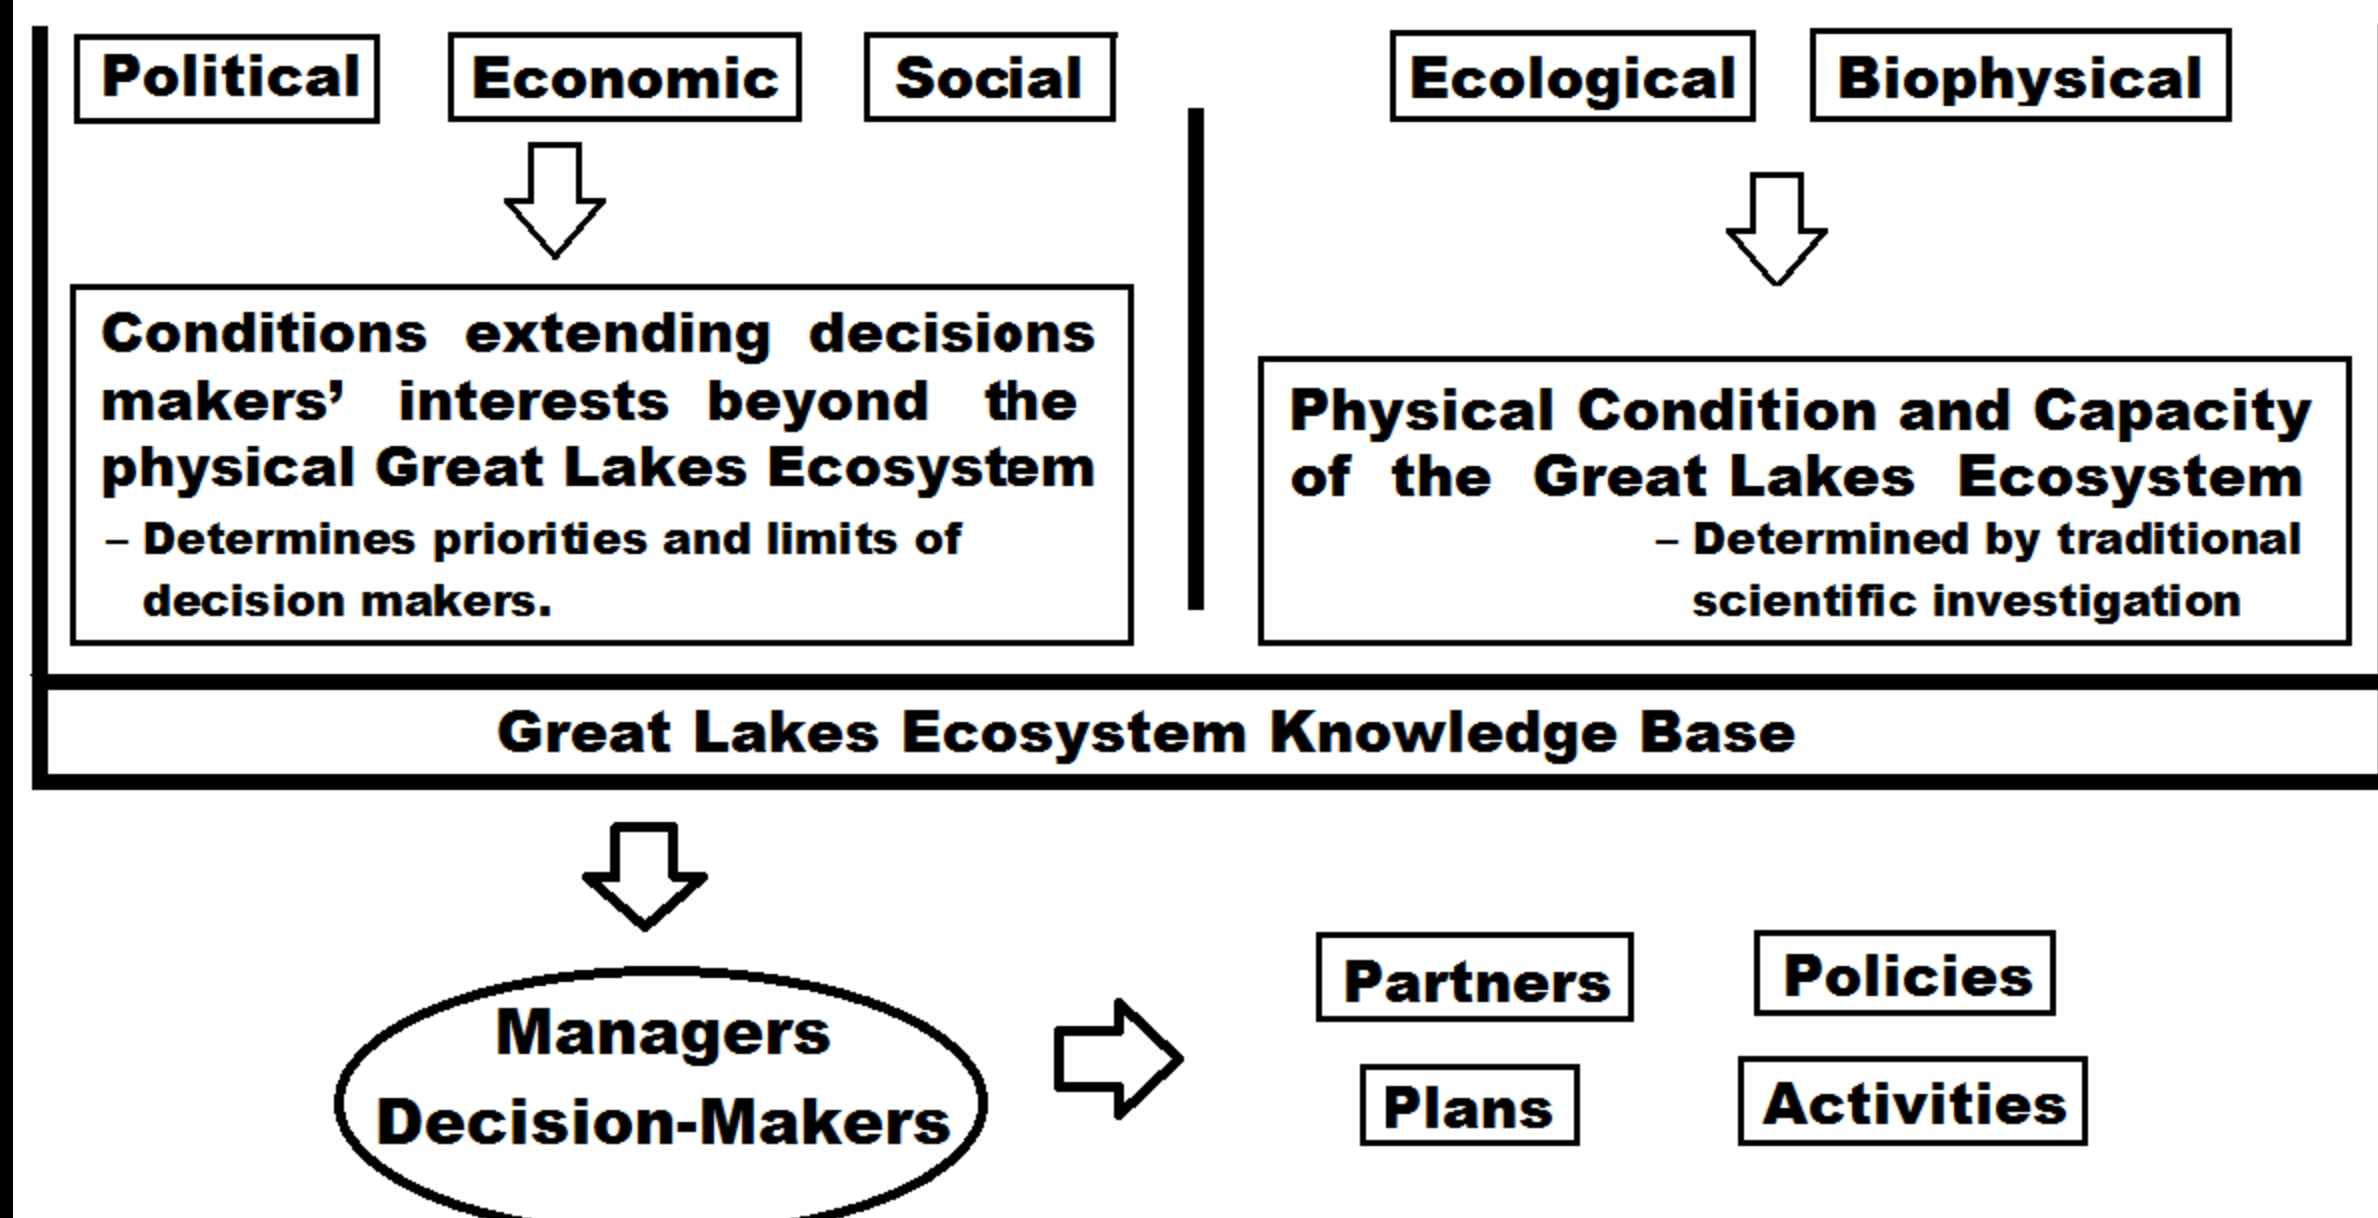 Political Economic Social Ecological Biophysical
Conditions extending decisions
makers’ interests beyond the
physical Great Lakes Ecosystem
– Determines priorities and limits of
decision makers.
Physical Condition and Capacity
of the Great Lakes Ecosystem
– Determined by traditional
scientific investigation
Great Lakes Ecosystem Knowledge Base
Managers
Decision-Makers
Partners Policies
Plans Activities